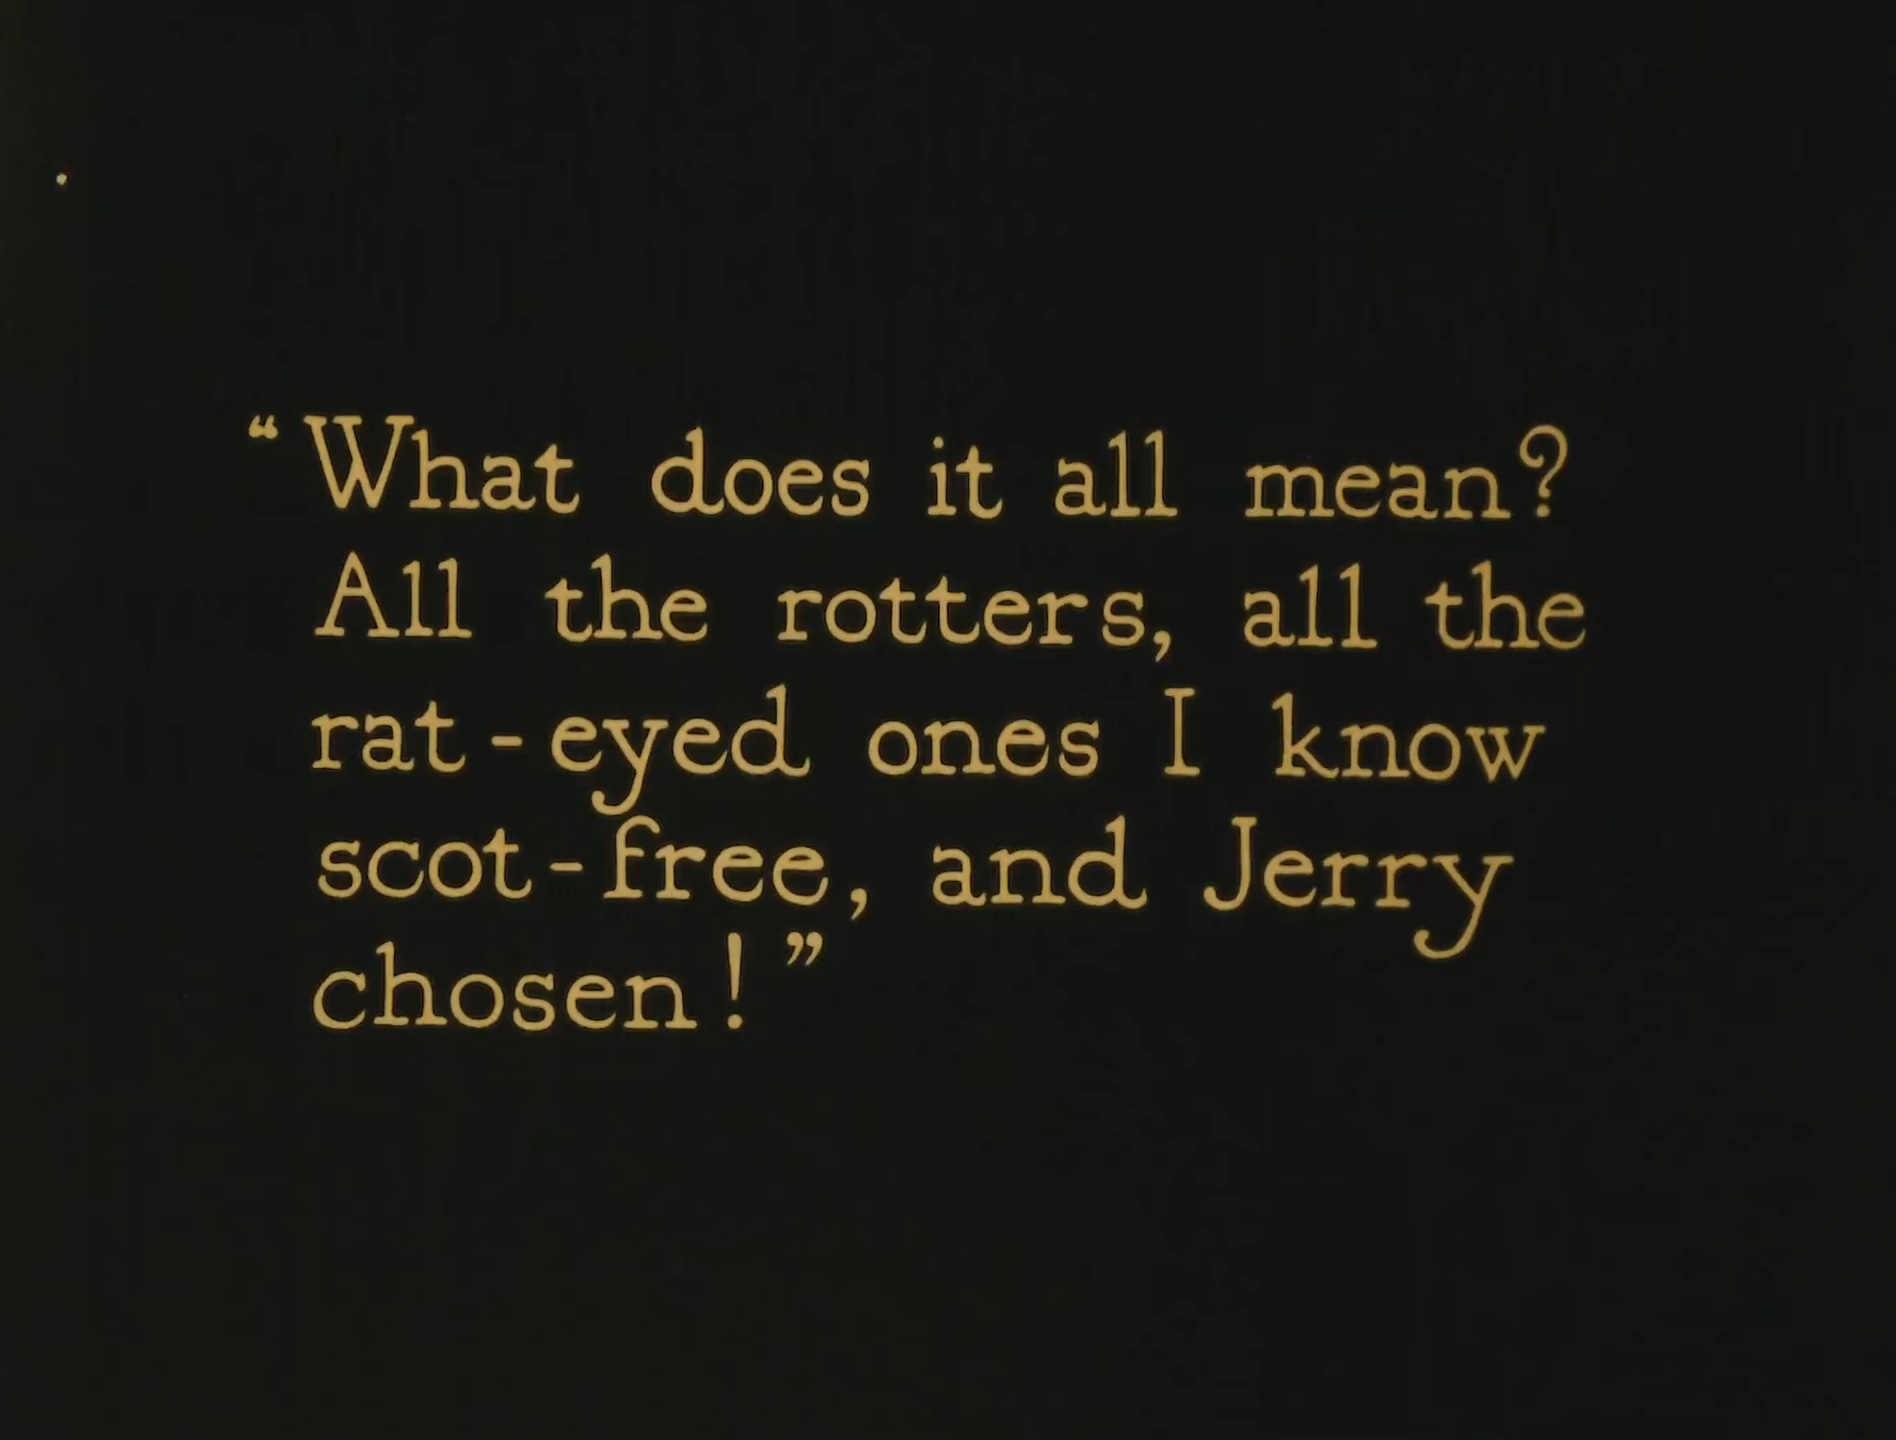 “What does it all mean?
All the rotters, all the
rat-eyed ones I know
scot-free, and Jerry
chosen!”